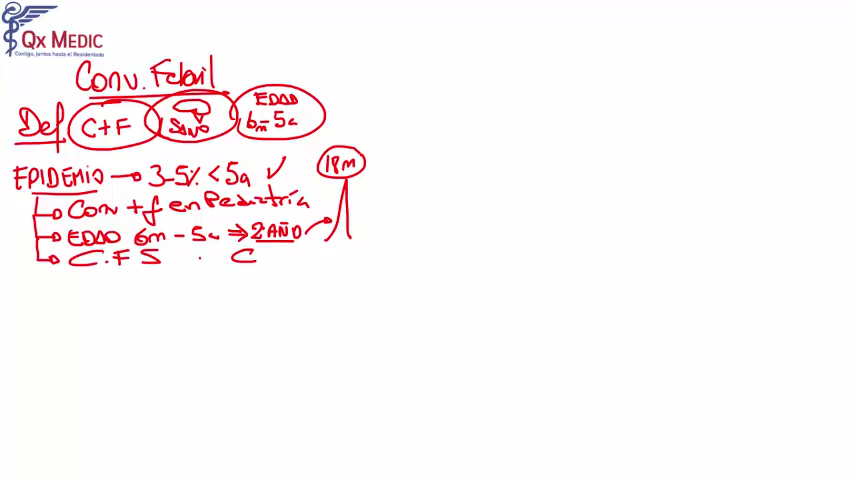 Qx MEDIC
Contigo, juntos hasta el Residentado
Conv. Febril
Def C+F SANO EDAD 6m-5a
EPIDEMIO → 3-5% <5a ✓ 18m
Conv + f en Pediatría
EDAD 6m - 5a ⇒ 2 AÑO
C.F S . C